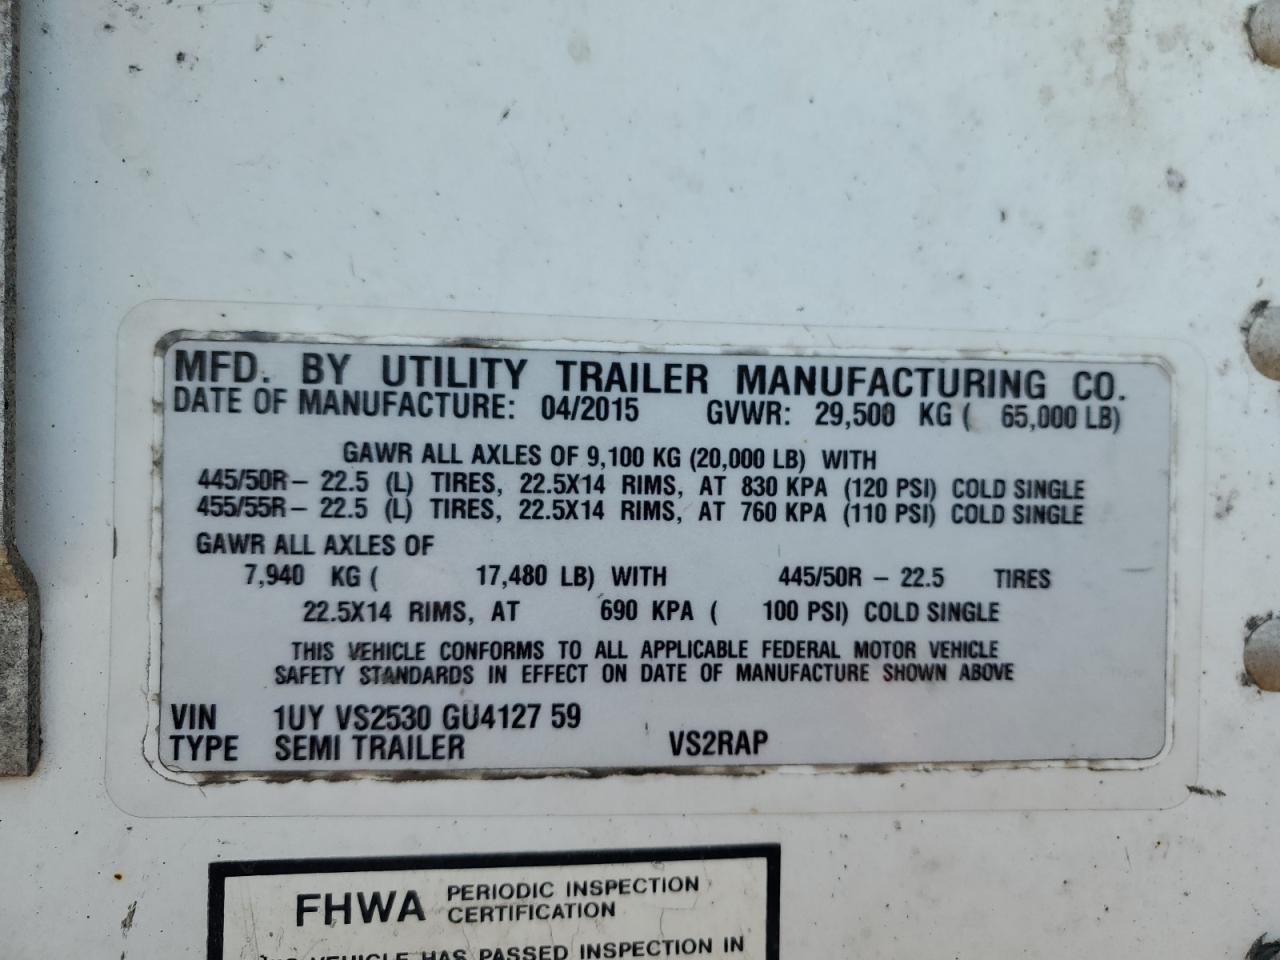 MFD. BY UTILITY TRAILER MANUFACTURING CO.
DATE OF MANUFACTURE: 04/2015 GVWR: 29,500 KG ( 65,000 LB)
GAWR ALL AXLES OF 9,100 KG (20,000 LB) WITH
445/50R– 22.5 (L) TIRES, 22.5X14 RIMS, AT 830 KPA (120 PSI) COLD SINGLE
455/55R– 22.5 (L) TIRES, 22.5X14 RIMS, AT 760 KPA (110 PSI) COLD SINGLE
GAWR ALL AXLES OF
7,940 KG ( 17,480 LB) WITH 445/50R – 22.5 TIRES
22.5X14 RIMS, AT 690 KPA ( 100 PSI) COLD SINGLE
THIS VEHICLE CONFORMS TO ALL APPLICABLE FEDERAL MOTOR VEHICLE
SAFETY STANDARDS IN EFFECT ON DATE OF MANUFACTURE SHOWN ABOVE
VIN 1UY VS2530 GU4127 59
TYPE SEMI TRAILER VS2RAP
FHWA PERIODIC INSPECTION
CERTIFICATION
VEHICLE HAS PASSED INSPECTION IN